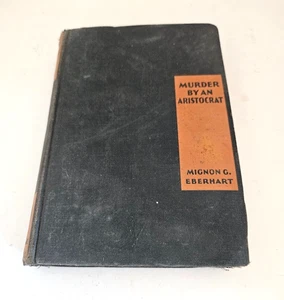 MURDER
BY AN
ARISTOCRAT
MIGNON G.
EBERHART